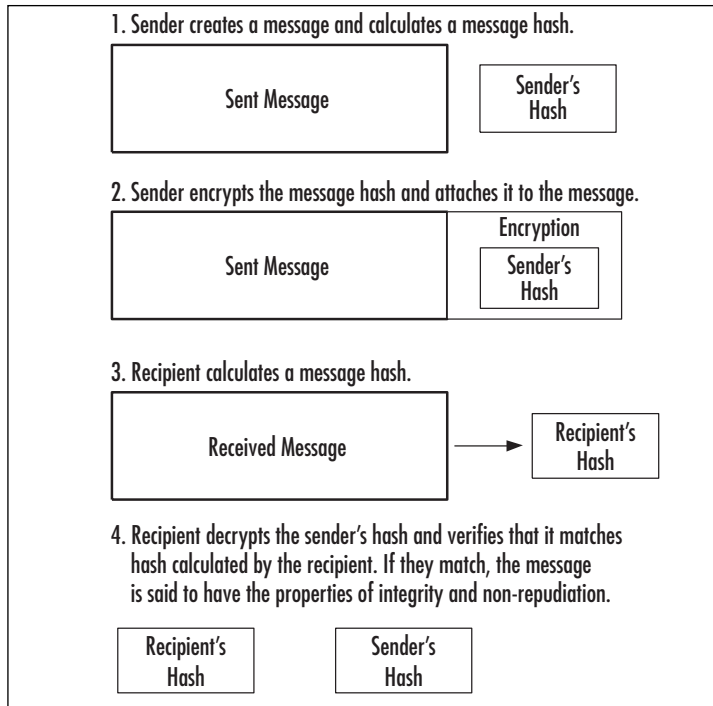 1. Sender creates a message and calculates a message hash.
Sent Message
Sender's
Hash
2. Sender encrypts the message hash and attaches it to the message.
Sent Message
Encryption
Sender's
Hash
3. Recipient calculates a message hash.
Received Message
Recipient's
Hash
4. Recipient decrypts the sender's hash and verifies that it matches
hash calculated by the recipient. If they match, the message
is said to have the properties of integrity and non-repudiation.
Recipient's
Hash
Sender's
Hash